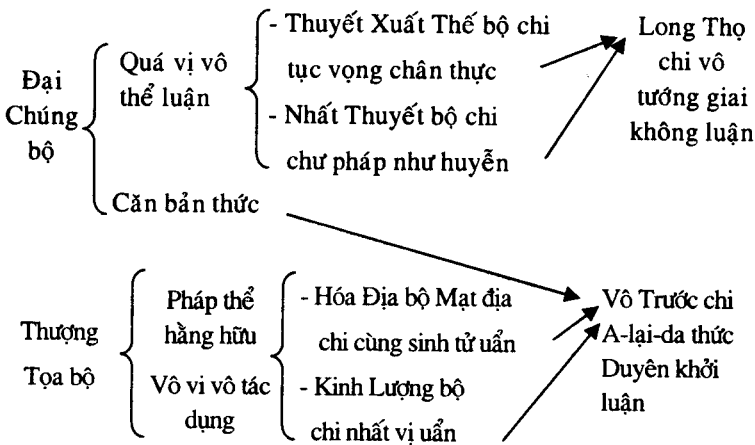 Đại
Chúng
bộ
Quá vị vô
thể luận
- Thuyết Xuất Thế bộ chi
tục vọng chân thực
- Nhất Thuyết bộ chi
chư pháp như huyễn
Căn bản thức
Long Thọ
chi vô
tướng giai
không luận
Thượng
Tọa bộ
Pháp thể
hằng hữu
Vô vi vô tác
dụng
- Hóa Địa bộ Mạt địa
chi cùng sinh tử uẩn
- Kinh Lượng bộ
chi nhất vị uẩn
Vô Trước chi
A-lại-da thức
Duyên khởi
luận